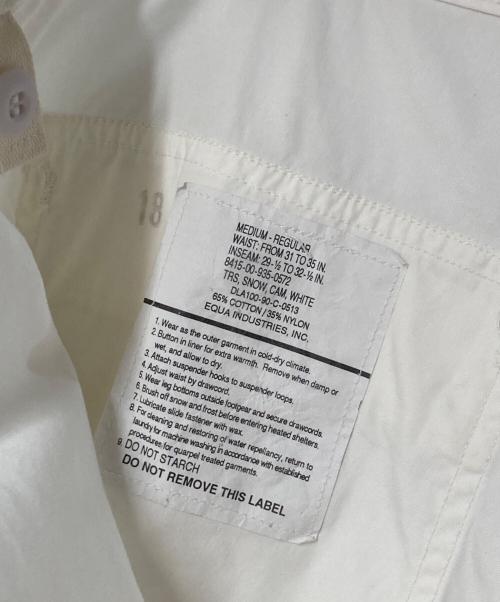 18
MEDIUM - REGULAR
WAIST: FROM 31 TO 35 IN.
INSEAM: 29-½ TO 32-½ IN.
8415-00-935-0572
TRS, SNOW, CAM, WHITE
DLA100-90-C-0513
65% COTTON / 35% NYLON
EQUA INDUSTRIES, INC.
1. Wear as the outer garment in cold-dry climate.
2. Button in liner for extra warmth. Remove when damp or
wet, and allow to dry.
3. Attach suspender hooks to suspender loops.
4. Adjust waist by drawcord.
5. Wear leg bottoms outside footgear and secure drawcords.
6. Brush off snow and frost before entering heated shelters.
7. Lubricate slide fastener with wax.
8. For cleaning and restoring of water repellancy, return to
laundry for machine washing in accordance with established
procedures for quarpel treated garments.
9. DO NOT STARCH
DO NOT REMOVE THIS LABEL